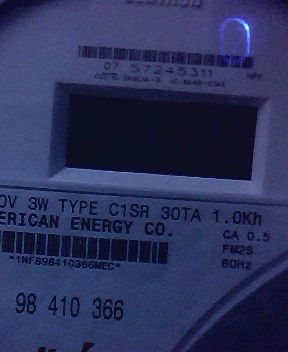 07 57245311
0V 3W TYPE C1SR 30TA 1.0Kh
ERICAN ENERGY CO.
CA 0.5
FM2S
60Hz
*1NF898410366MEC*
98 410 366